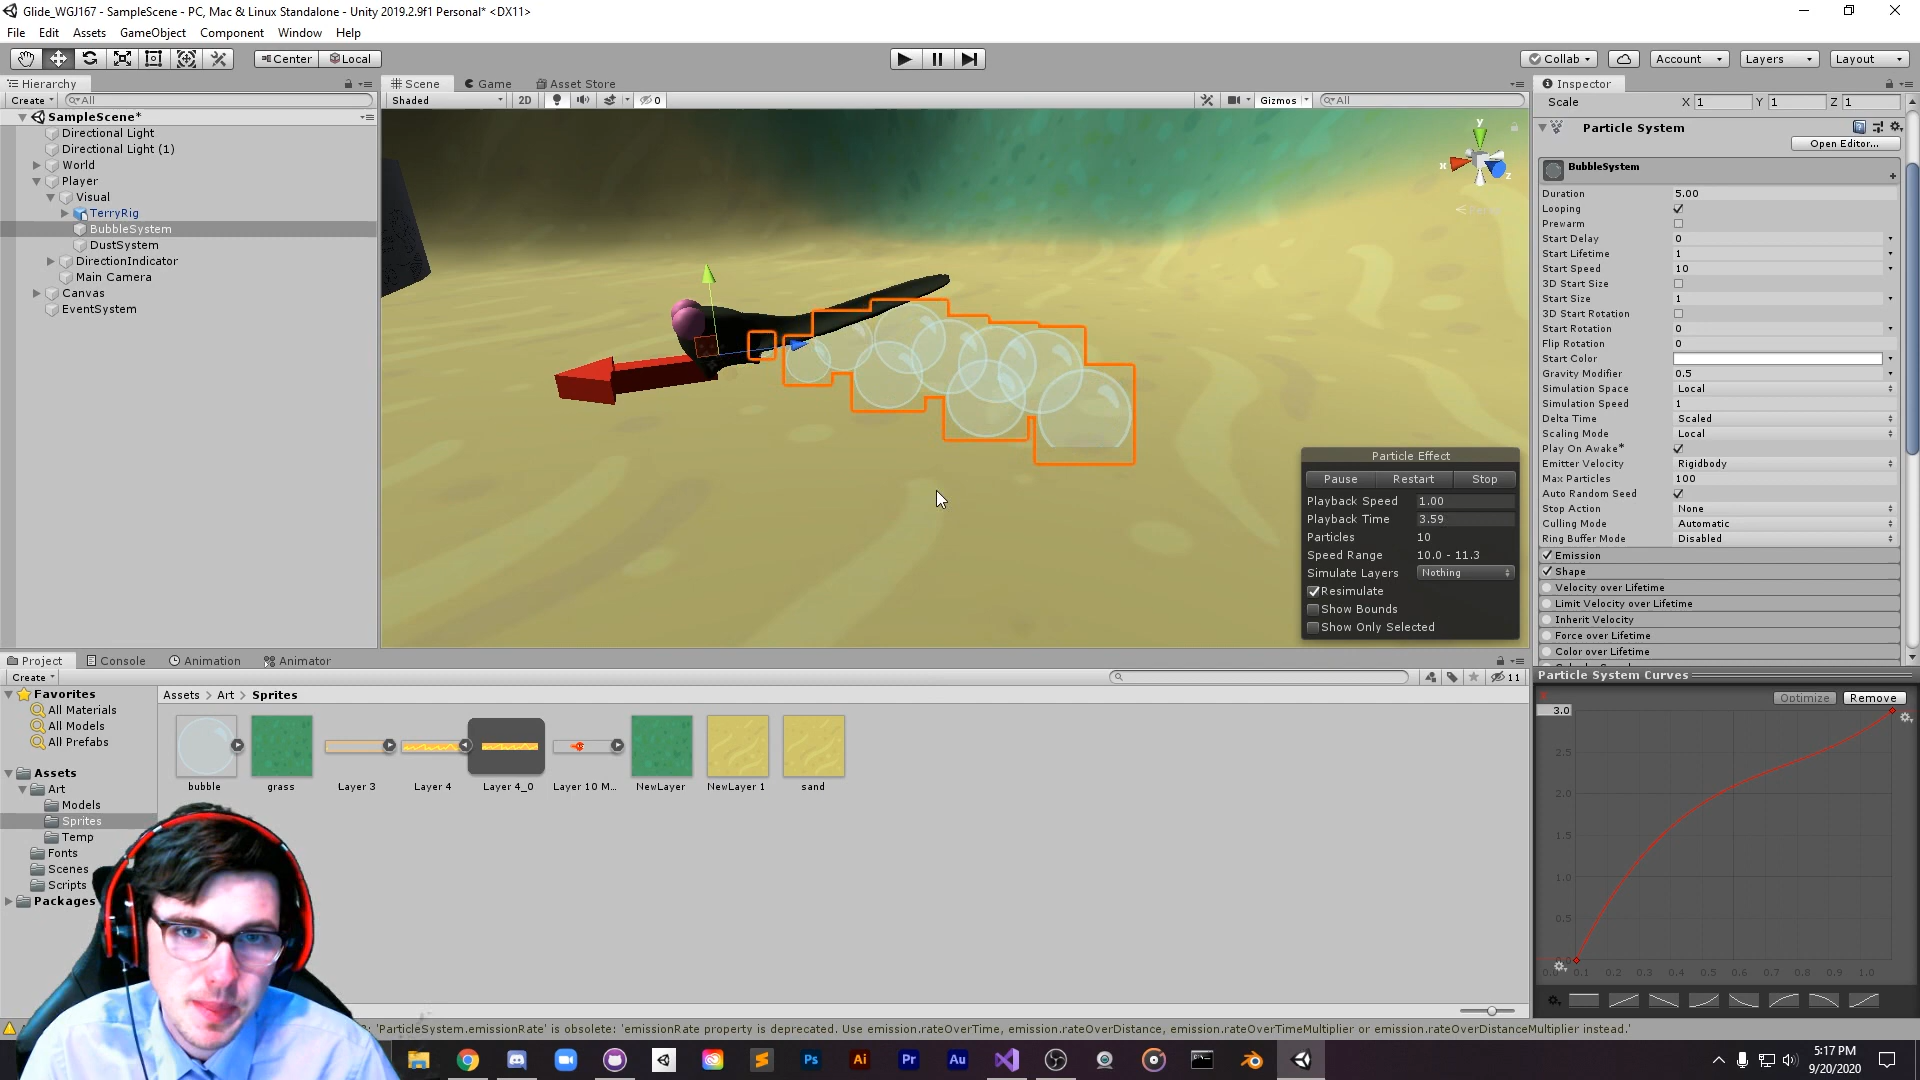 Glide_WGJ167 - SampleScene - PC, Mac & Linux Standalone - Unity 2019.2.9f1 Personal* <DX11>
File Edit Assets GameObject Component Window Help
Center Local Collab Account Layers Layout
Hierarchy
Create All
SampleScene*
Directional Light
Directional Light (1)
World
Player
Visual
TerryRig
BubbleSystem
DustSystem
DirectionIndicator
Main Camera
Canvas
EventSystem
Scene Game Asset Store
Shaded 2D 0 Gizmos All
y
x
z
Particle Effect
Pause Restart Stop
Playback Speed 1.00
Playback Time 3.59
Particles 10
Speed Range 10.0 - 11.3
Simulate Layers Nothing
Resimulate
Show Bounds
Show Only Selected
Inspector
Scale X 1 Y 1 Z 1
Particle System
Open Editor...
BubbleSystem
Duration 5.00
Looping
Prewarm
Start Delay 0
Start Lifetime 1
Start Speed 10
3D Start Size
Start Size 1
3D Start Rotation
Start Rotation 0
Flip Rotation 0
Start Color
Gravity Modifier 0.5
Simulation Space Local
Simulation Speed 1
Delta Time Scaled
Scaling Mode Local
Play On Awake*
Emitter Velocity Rigidbody
Max Particles 100
Auto Random Seed
Stop Action None
Culling Mode Automatic
Ring Buffer Mode Disabled
Emission
Shape
Velocity over Lifetime
Limit Velocity over Lifetime
Inherit Velocity
Force over Lifetime
Color over Lifetime
Particle System Curves
Optimize Remove
3.0
2.5
2.0
1.5
1.0
0.5
0.1 0.2 0.3 0.4 0.5 0.6 0.7 0.8 0.9 1.0
Project Console Animation Animator
Create 11
Favorites
All Materials
All Models
All Prefabs
Assets
Art
Models
Sprites
Temp
Fonts
Scenes
Scripts
Packages
Assets > Art > Sprites
bubble grass Layer 3 Layer 4 Layer 4_0 Layer 10 M... NewLayer NewLayer 1 sand
'ParticleSystem.emissionRate' is obsolete: 'emissionRate property is deprecated. Use emission.rateOverTime, emission.rateOverDistance, emission.rateOverTimeMultiplier or emission.rateOverDistanceMultiplier instead.'
Ps Ai Pr Au
5:17 PM
9/20/2020